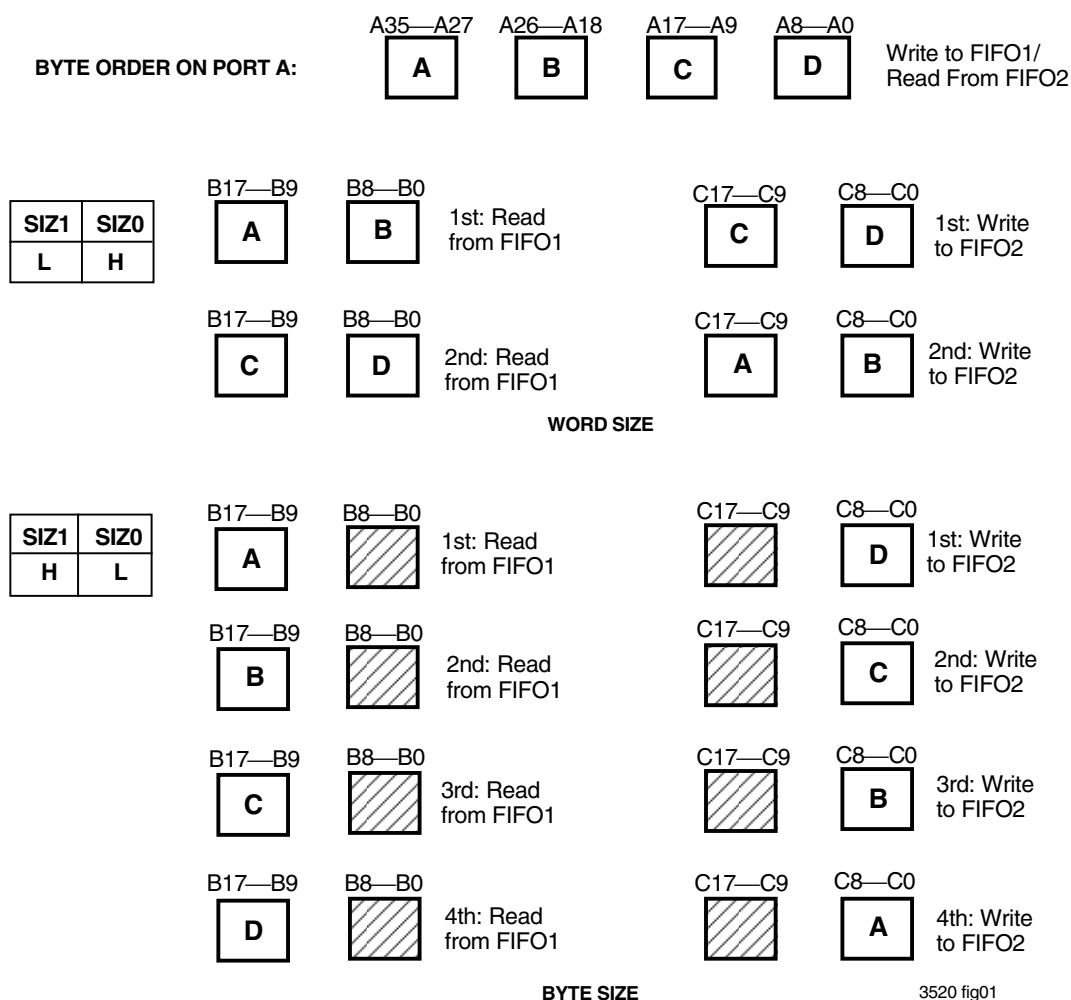 A35—A27 A26—A18 A17—A9 A8—A0
BYTE ORDER ON PORT A: A B C D Write to FIFO1/
Read From FIFO2
B17—B9 B8—B0 C17—C9 C8—C0
SIZ1 SIZ0 A B 1st: Read C D 1st: Write
L H from FIFO1 to FIFO2
B17—B9 B8—B0 C17—C9 C8—C0
C D 2nd: Read A B 2nd: Write
from FIFO1 to FIFO2
WORD SIZE
B17—B9 B8—B0 C17—C9 C8—C0
SIZ1 SIZ0 A 1st: Read D 1st: Write
H L from FIFO1 to FIFO2
B17—B9 B8—B0 C17—C9 C8—C0
B 2nd: Read C 2nd: Write
from FIFO1 to FIFO2
B17—B9 B8—B0 C17—C9 C8—C0
C 3rd: Read B 3rd: Write
from FIFO1 to FIFO2
B17—B9 B8—B0 C17—C9 C8—C0
D 4th: Read A 4th: Write
from FIFO1 to FIFO2
BYTE SIZE 3520 fig01